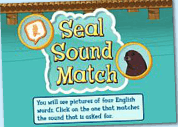 Seal
Sound
Match
You will see pictures of four English
words. Click on the one that matches
the sound that is asked for.